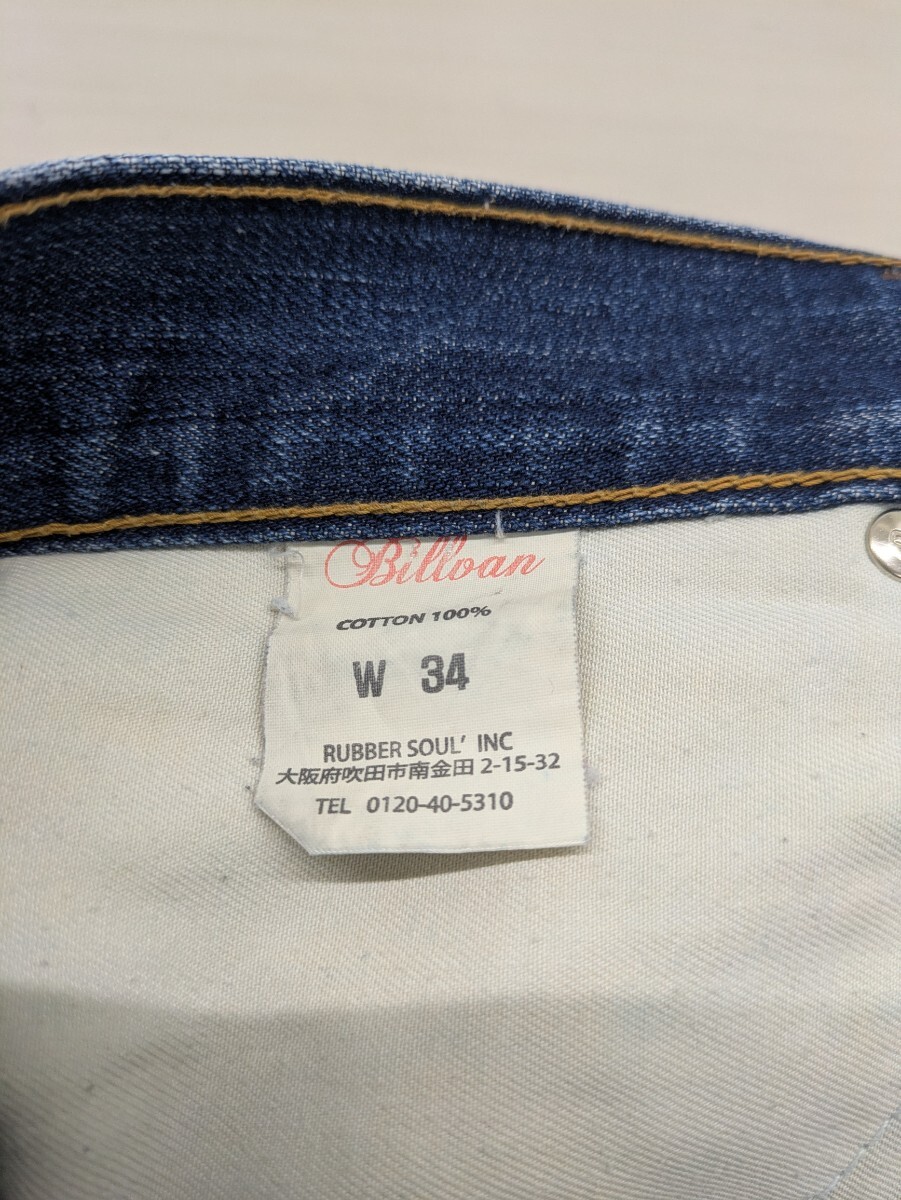 Billvan
COTTON 100%
W 34
RUBBER SOUL' INC
大阪府吹田市南金田 2-15-32
TEL 0120-40-5310